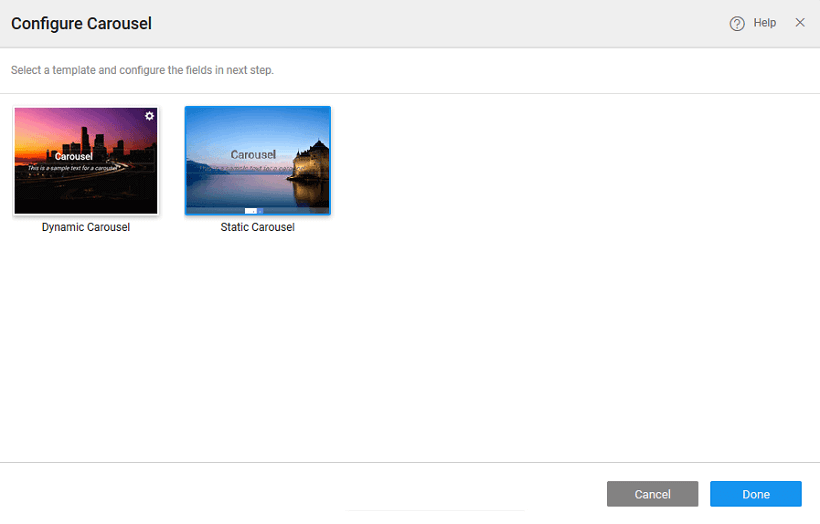 Configure Carousel
Help
Select a template and configure the fields in next step.
Carousel
This is a sample text for a carousel
Dynamic Carousel
Carousel
This is a sample text for a carousel
Static Carousel
Cancel
Done